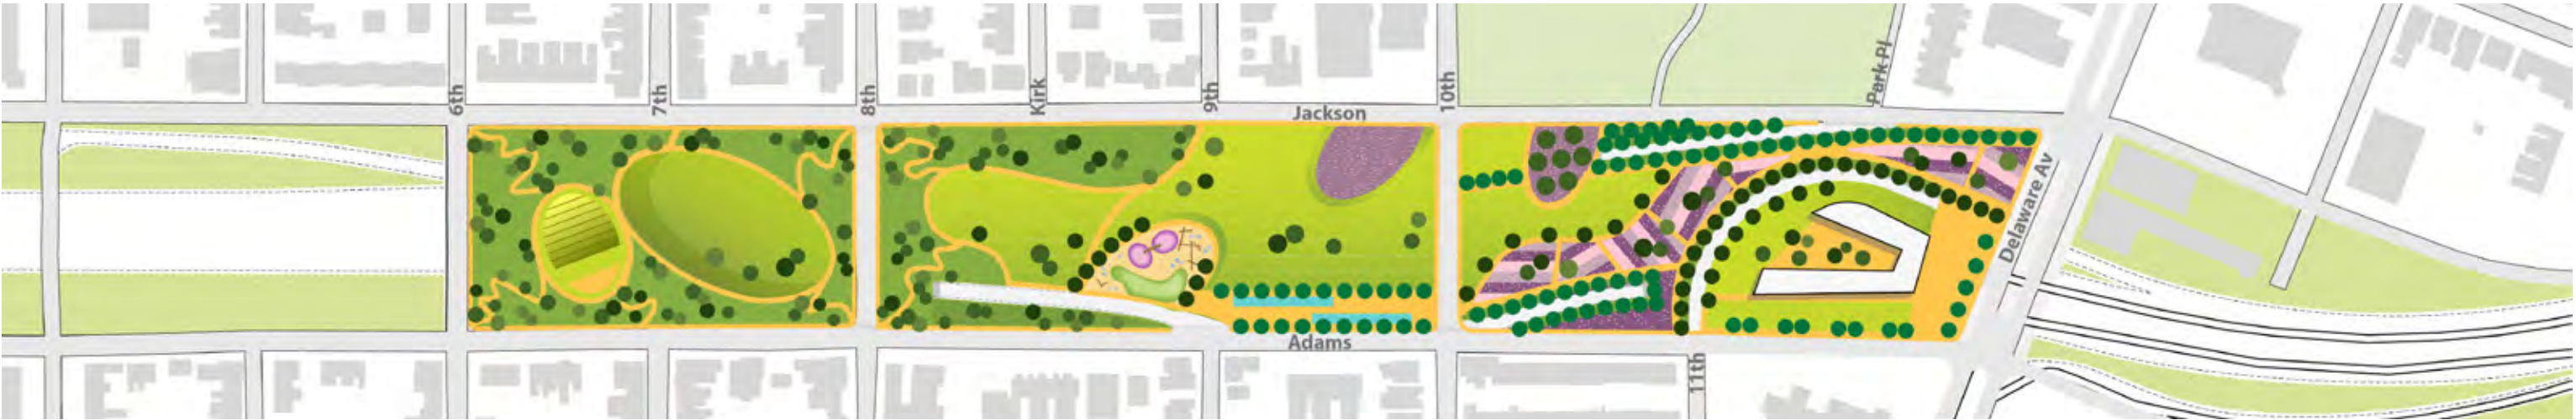 6th
7th
8th
Kirk
9th
Jackson
10th
Park Pl
Delaware Av
Adams
11th